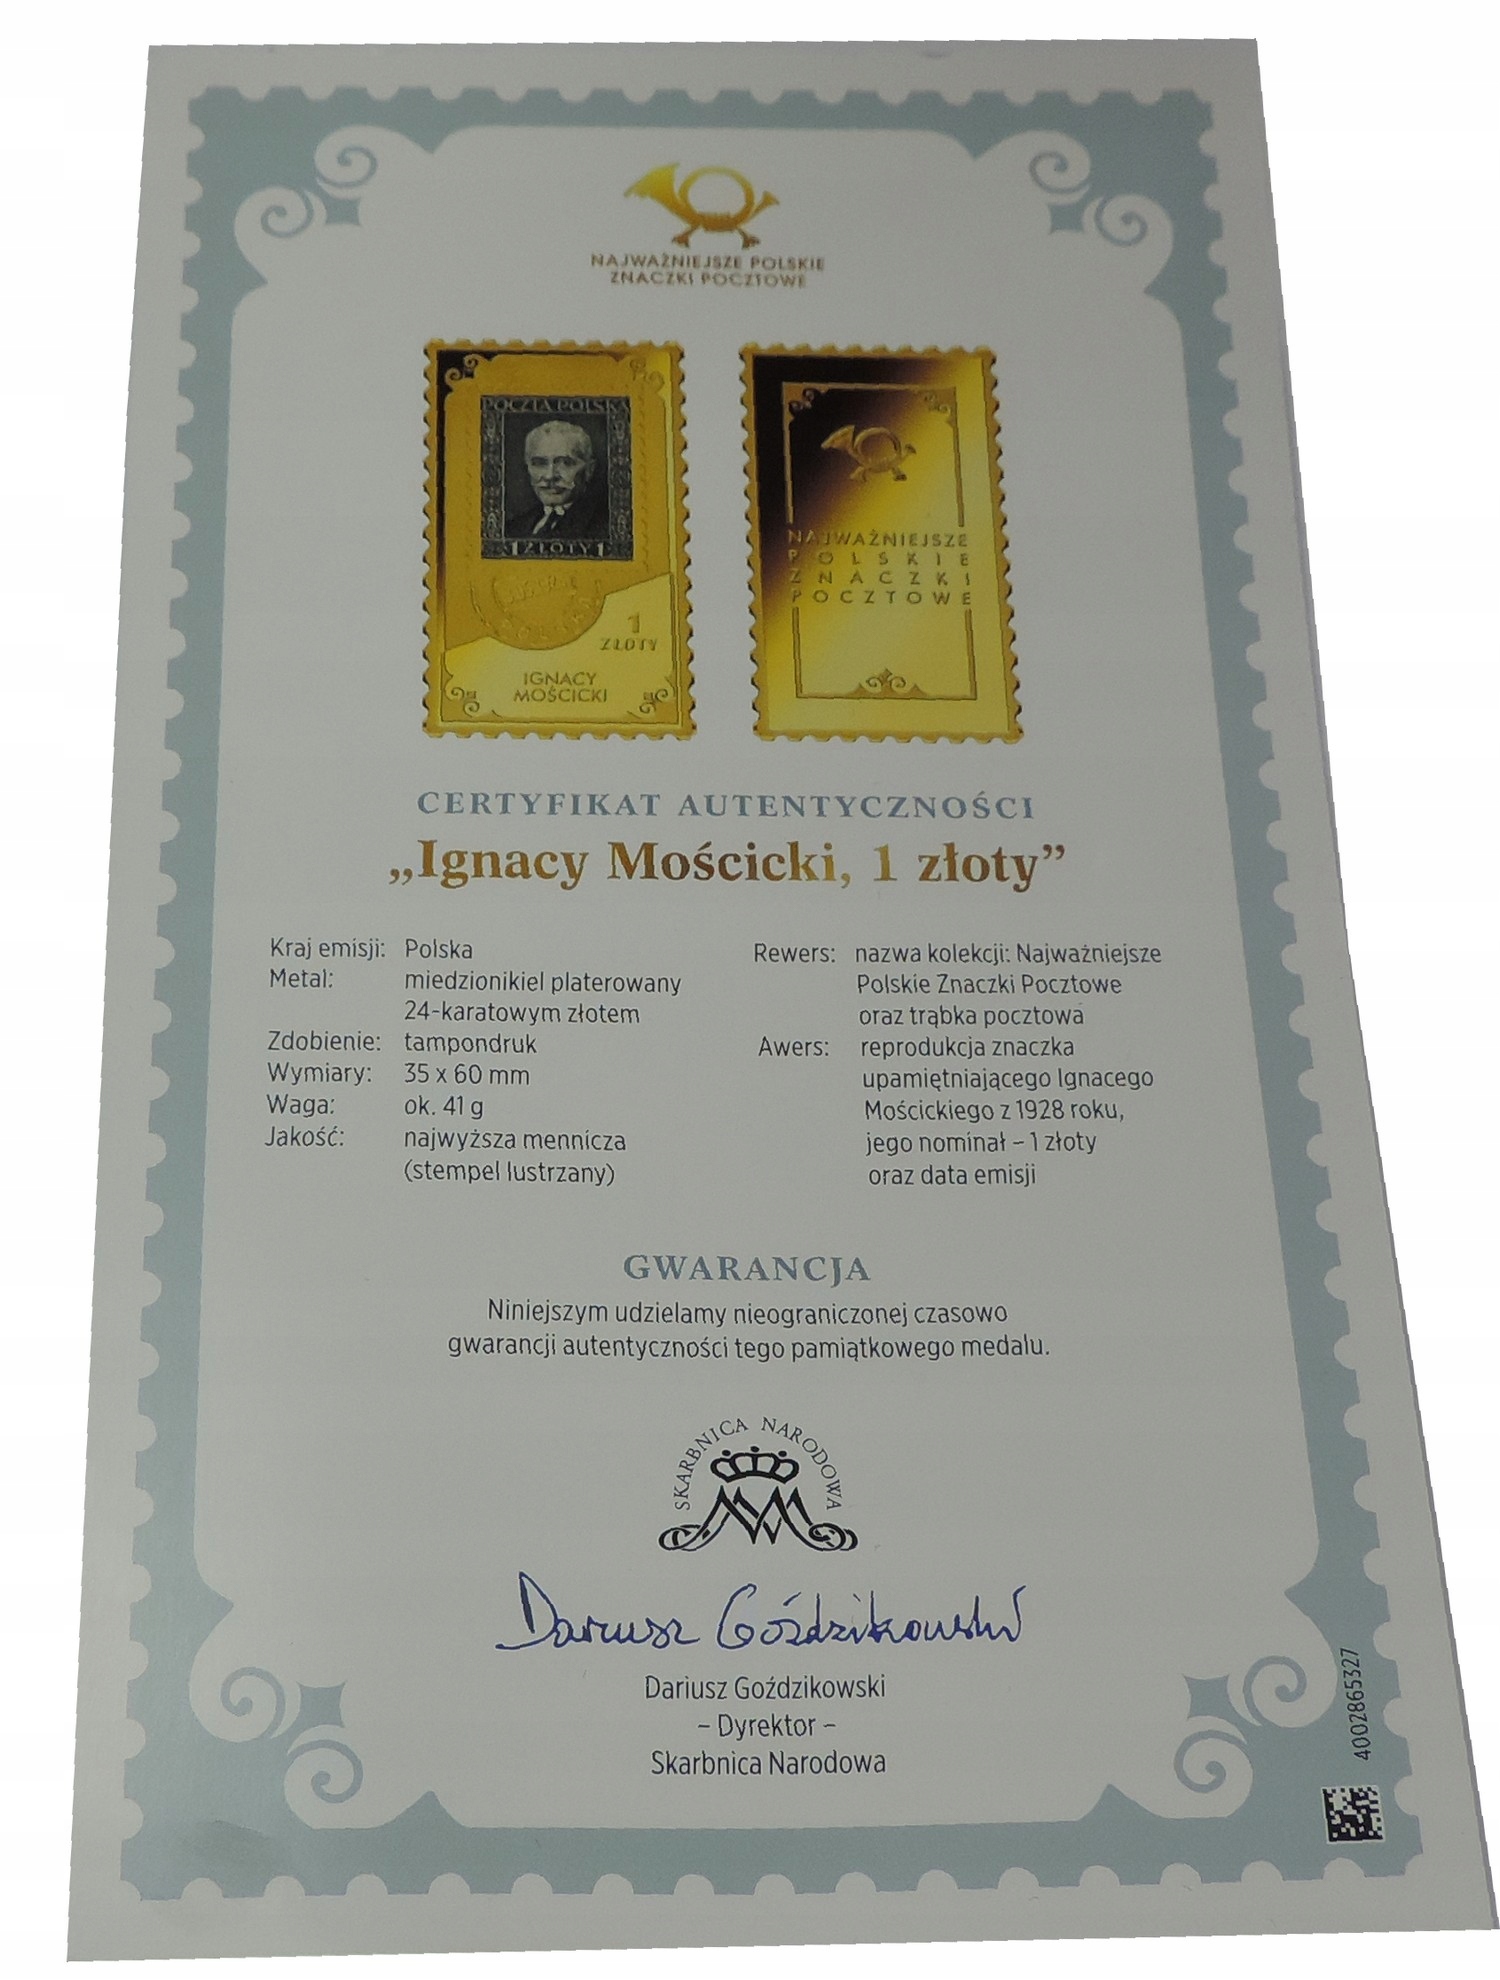 NAJWAŻNIEJSZE POLSKIE
ZNACZKI POCZTOWE
POCZTA POLSKA
1 ZŁOTY 1
1
ZŁOTY
IGNACY
MOŚCICKI
NAJWAŻNIEJSZE
POLSKIE
ZNACZKI
POCZTOWE
CERTYFIKAT AUTENTYCZNOŚCI
„Ignacy Mościcki, 1 złoty”
Kraj emisji: Polska
Metal: miedzionikiel platerowany
24-karatowym złotem
Zdobienie: tampondruk
Wymiary: 35 x 60 mm
Waga: ok. 41 g
Jakość: najwyższa mennicza
(stempel lustrzany)
Rewers: nazwa kolekcji: Najważniejsze
Polskie Znaczki Pocztowe
oraz trąbka pocztowa
Awers: reprodukcja znaczka
upamiętniającego Ignacego
Mościckiego z 1928 roku,
jego nominał – 1 złoty
oraz data emisji
GWARANCJA
Niniejszym udzielamy nieograniczonej czasowo
gwarancji autentyczności tego pamiątkowego medalu.
SKARBNICA NARODOWA
Dariusz Goździkowski
Dariusz Goździkowski
– Dyrektor –
Skarbnica Narodowa
4002865327